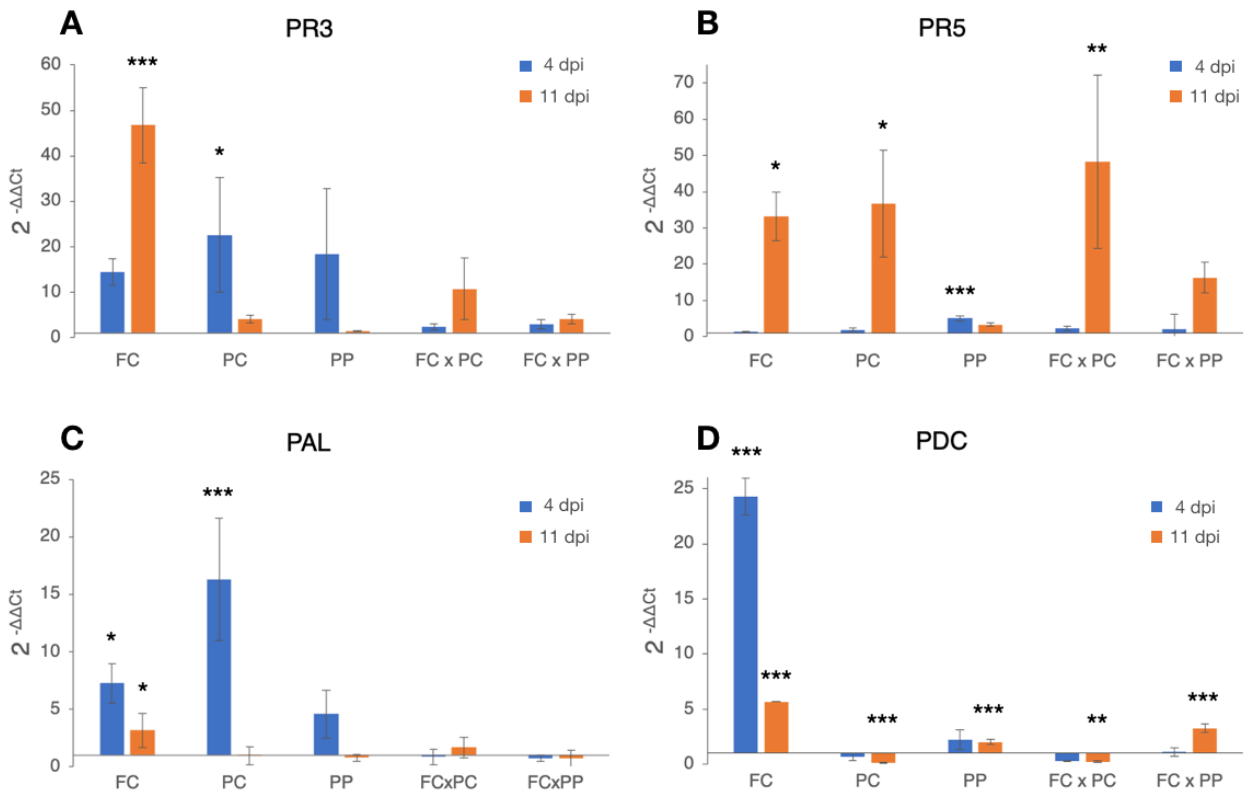 A
PR3
***
*
60
50
40
30
20
10
0
2 -ΔΔCt
4 dpi
11 dpi
FC PC PP FC x PC FC x PP
B
PR5
**
*
*
***
70
60
50
40
30
20
10
0
2 -ΔΔCt
4 dpi
11 dpi
FC PC PP FC x PC FC x PP
C
PAL
***
*
*
25
20
15
10
5
0
2 -ΔΔCt
4 dpi
11 dpi
FC PC PP FCxPC FCxPP
D
PDC
***
***
*** *** ** ***
25
20
15
10
5
0
2 -ΔΔCt
4 dpi
11 dpi
FC PC PP FC x PC FC x PP